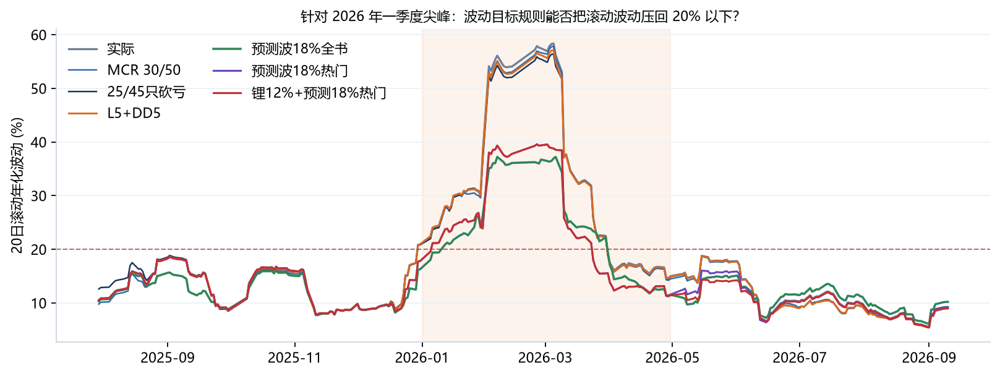 针对 2026 年一季度尖峰：波动目标规则能否把滚动波动压回 20% 以下？
实际
MCR 30/50
25/45只砍亏
L5+DD5
预测波18%全书
预测波18%热门
锂12%+预测18%热门
20日滚动年化波动 (%)
60
50
40
30
20
10
2025-09
2025-11
2026-01
2026-03
2026-05
2026-07
2026-09